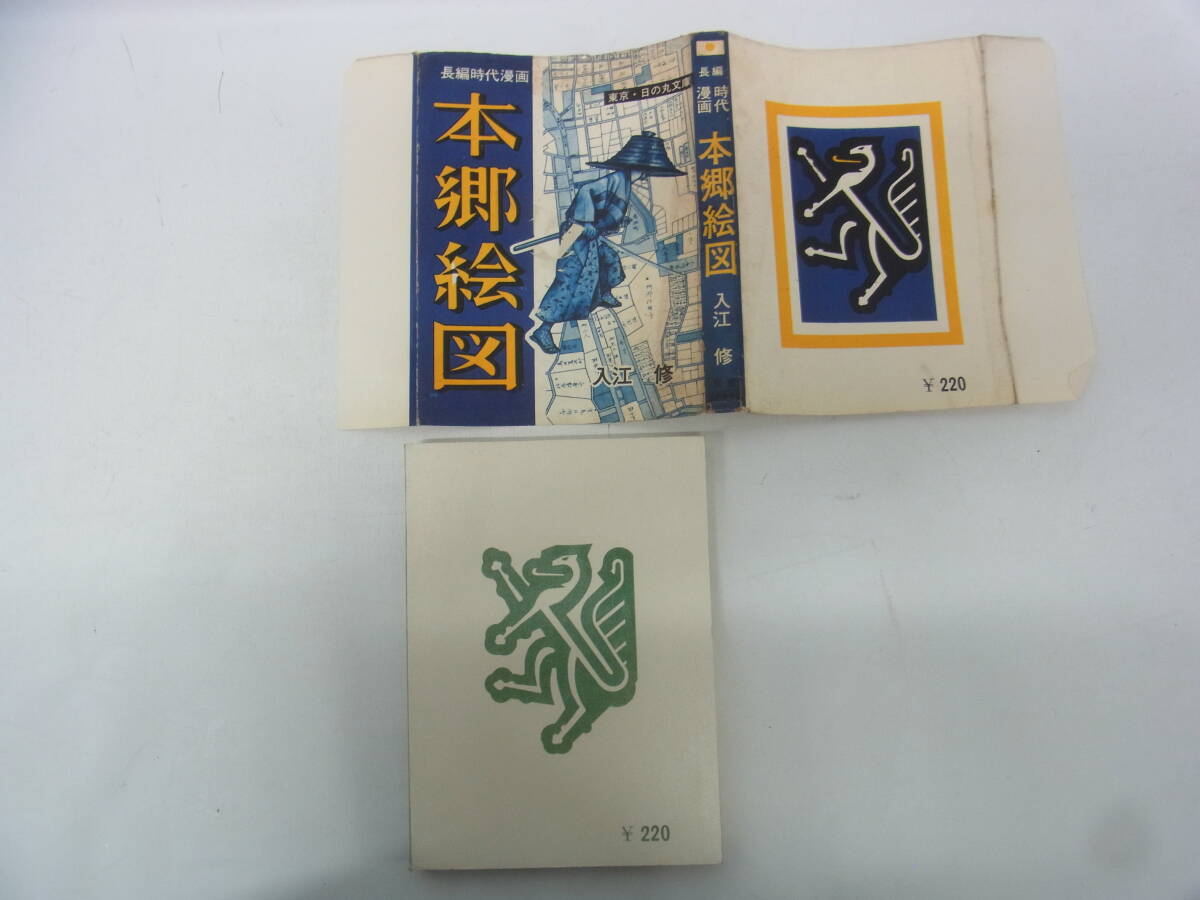 長編時代漫画
本郷絵図
東京・日の丸文庫
入江 修
長編
時代
漫画
本郷絵図
入江 修
￥220
￥220